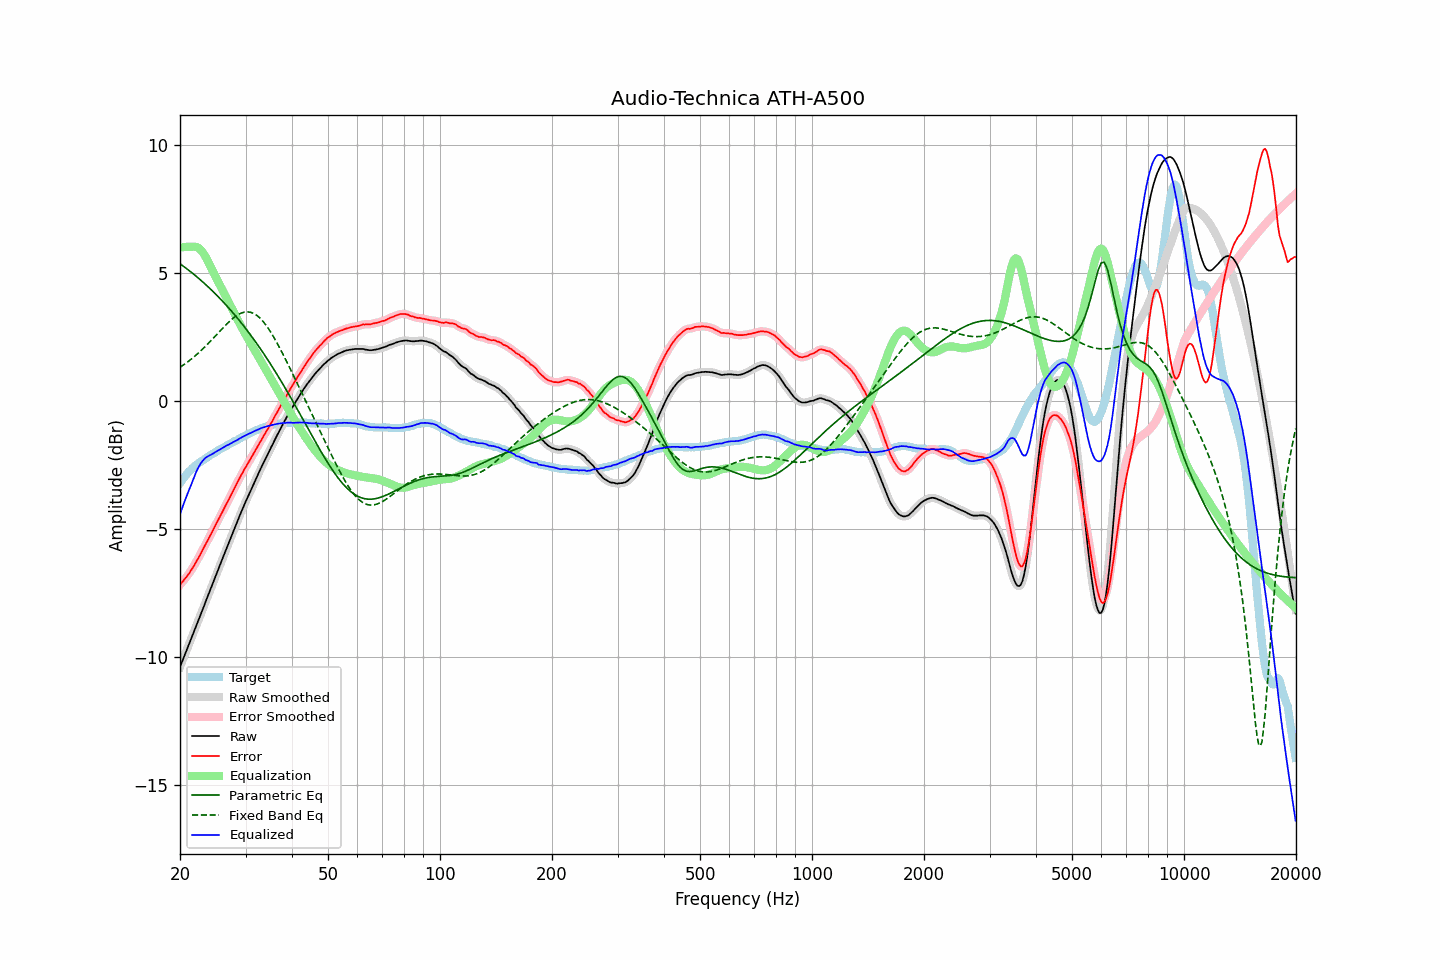 Audio-Technica ATH-A500
Amplitude (dBr)
10
5
0
−5
−10
−15
Target
Raw Smoothed
Error Smoothed
Raw
Error
Equalization
Parametric Eq
Fixed Band Eq
Equalized
20 50 100 200 500 1000 2000 5000 10000 20000
Frequency (Hz)